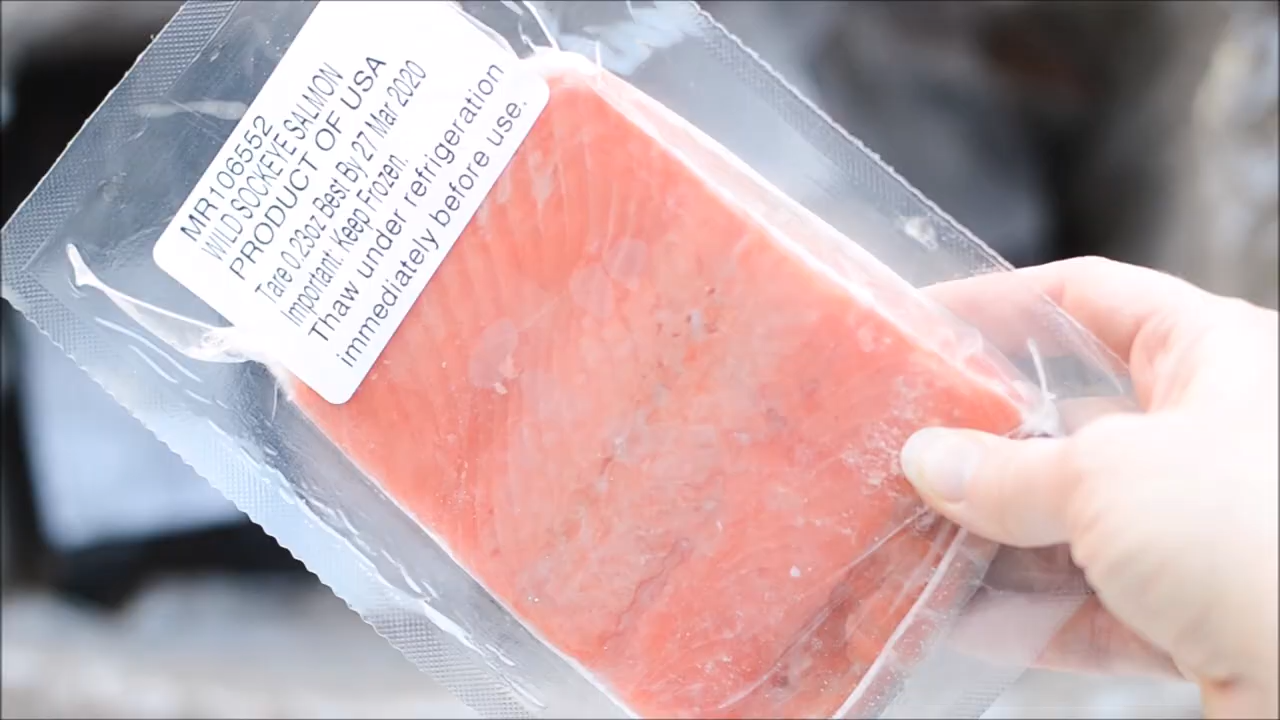 MR106552
WILD SOCKEYE SALMON
PRODUCT OF USA
Tare 0.23oz Best By 27 Mar 2020
Important: Keep Frozen.
Thaw under refrigeration
immediately before use.